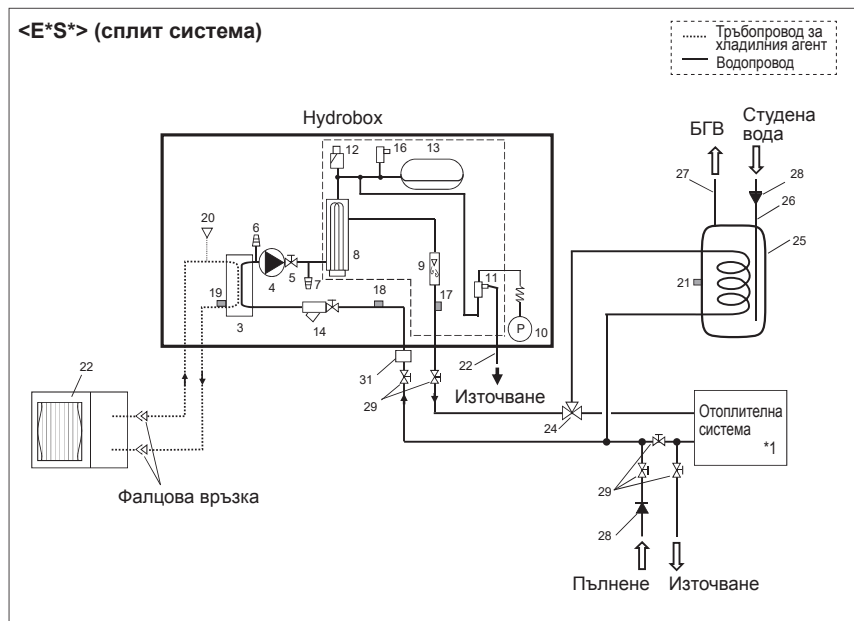 <E*S*> (сплит система)
Тръбопровод за
хладилния агент
Водопровод
Hydrobox
БГВ
Студена
вода
12
16
13
27
28
26
20
6
25
8
9
5
4
7
11
21
19
17
18
3
14
10
P
31
22
22
29
Източване
24
Отоплителна
система
*1
Фалцова връзка
29
28
Пълнене
Източване